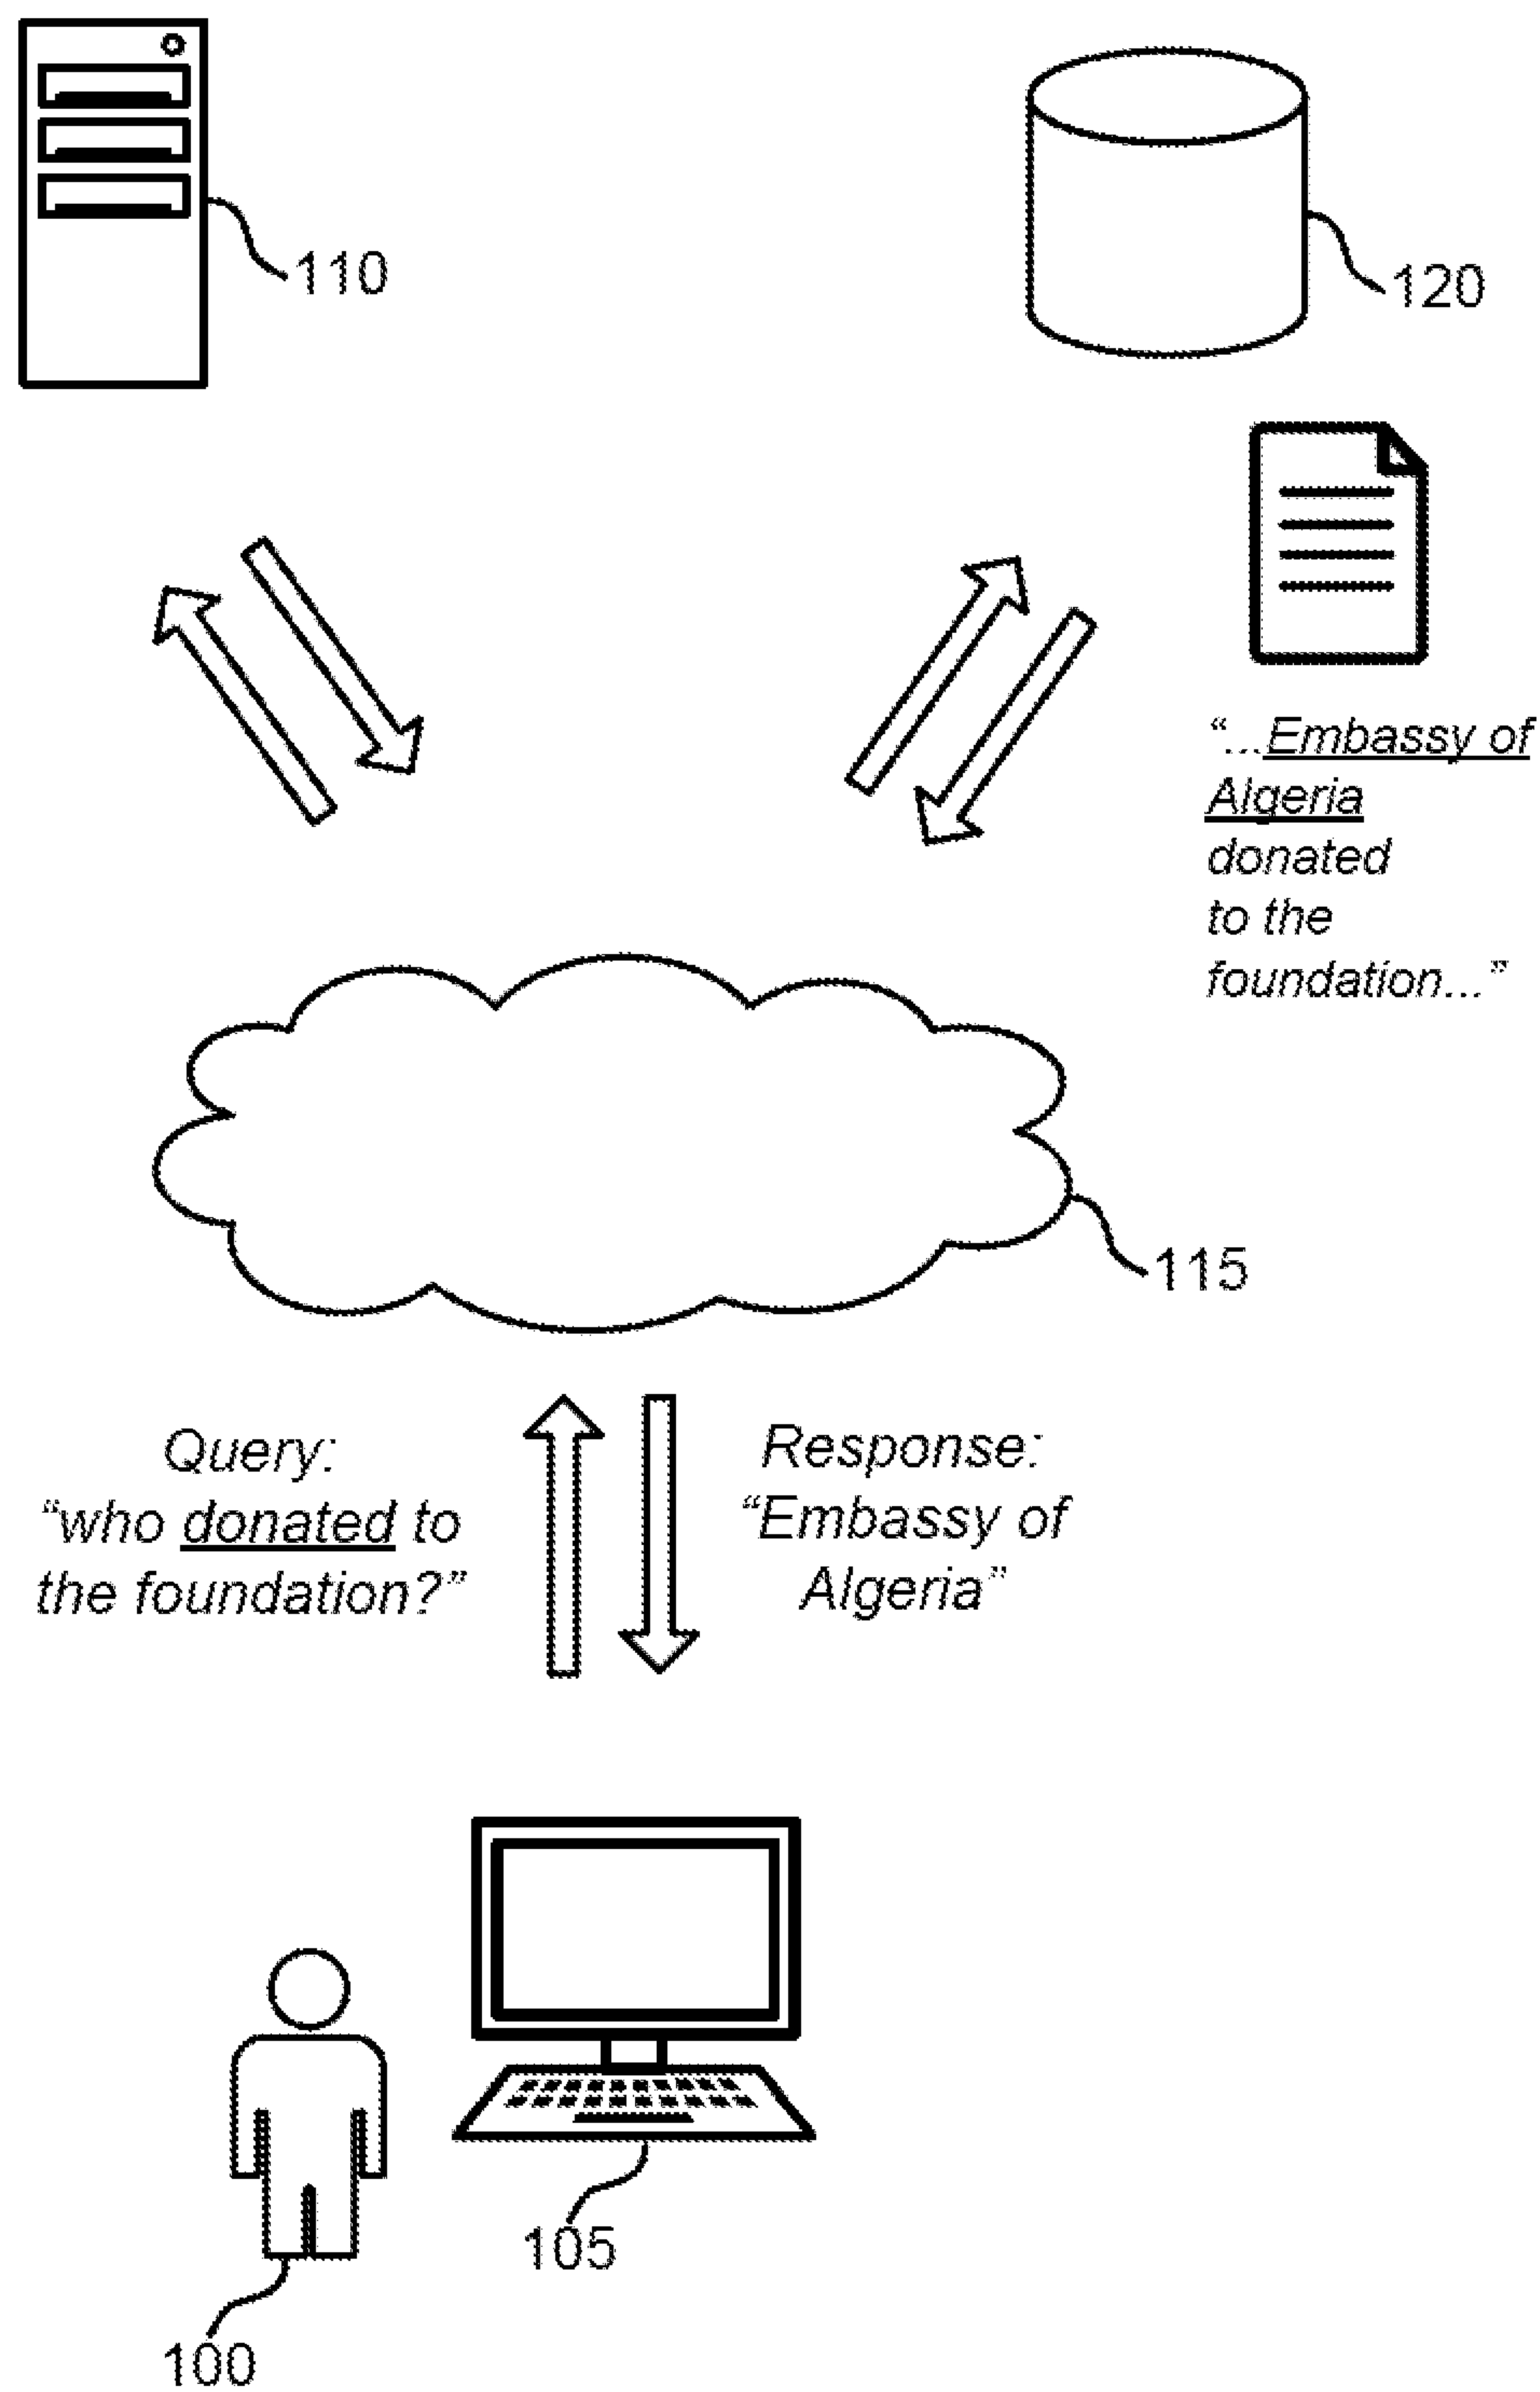 110
120
“...Embassy of
Algeria
donated
to the
foundation...”
115
Query:
“who donated to
the foundation?”
Response:
“Embassy of
Algeria”
105
100